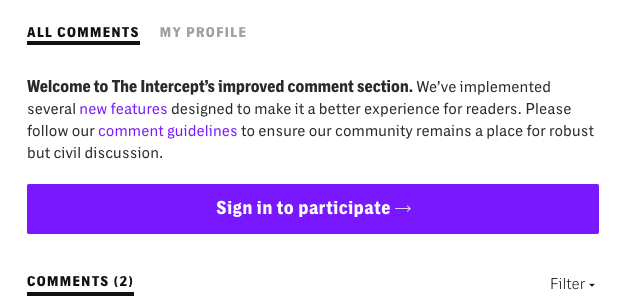 ALL COMMENTS MY PROFILE
Welcome to The Intercept’s improved comment section. We’ve implemented
several new features designed to make it a better experience for readers. Please
follow our comment guidelines to ensure our community remains a place for robust
but civil discussion.
Sign in to participate →
COMMENTS (2) Filter